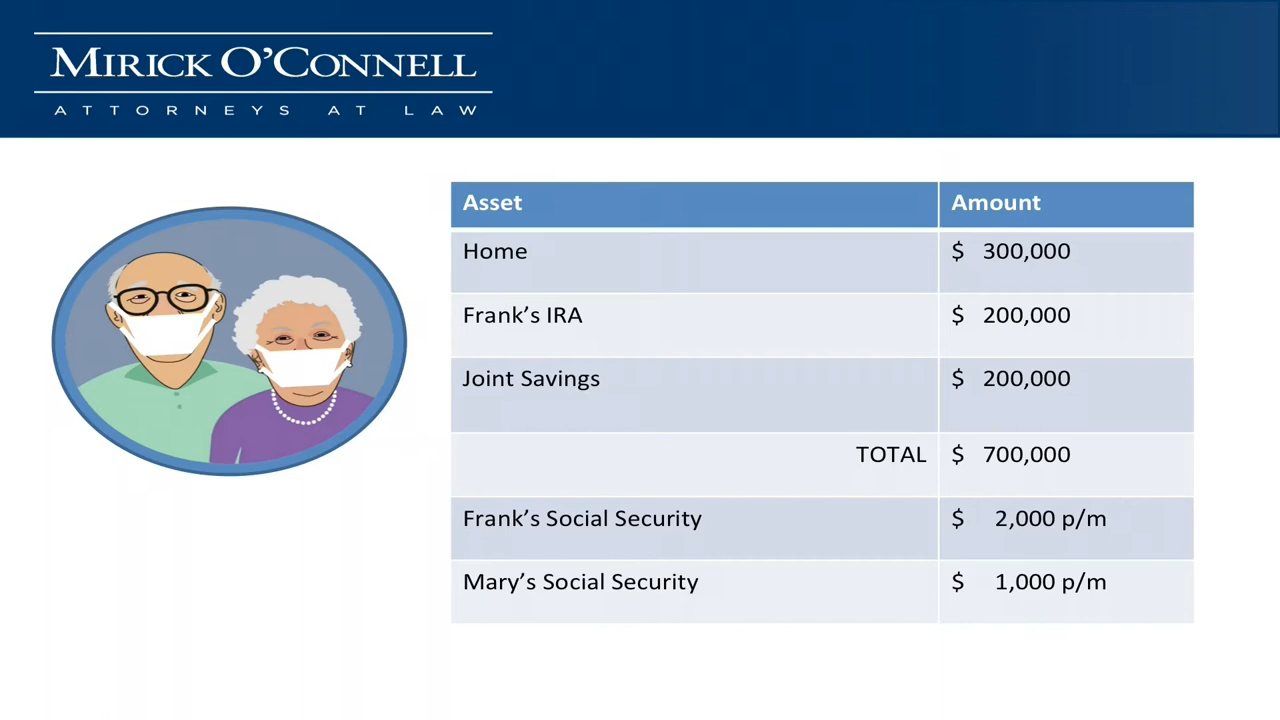 MIRICK O’CONNELL
ATTORNEYS AT LAW
Asset Amount
Home $ 300,000
Frank’s IRA $ 200,000
Joint Savings $ 200,000
TOTAL $ 700,000
Frank’s Social Security $ 2,000 p/m
Mary’s Social Security $ 1,000 p/m